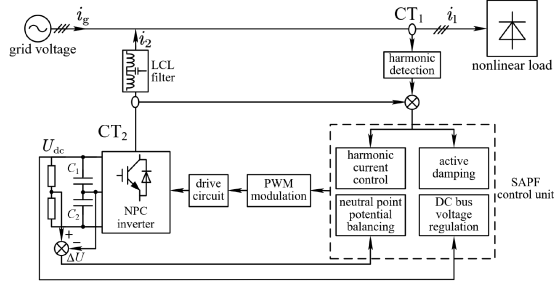 i_g
CT_1
i_1
grid voltage
i_2
LCL
filter
harmonic
detection
nonlinear load
CT_2
U_dc
C_1
C_2
NPC
inverter
drive
circuit
PWM
modulation
harmonic
current
control
active
damping
neutral point
potential
balancing
DC bus
voltage
regulation
SAPF
control unit
+
−
ΔU